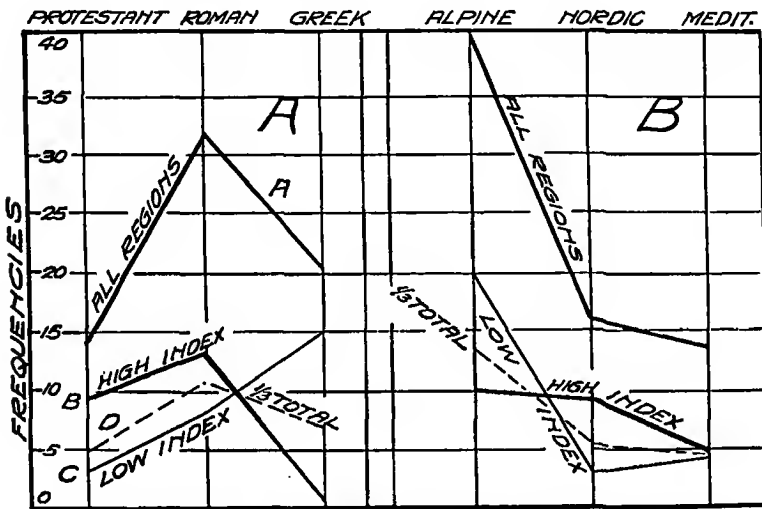 PROTESTANT ROMAN GREEK ALPINE NORDIC MEDIT.
FREQUENCIES
40
35
30
25
20
15
10
5
0
A
ALL REGIONS
A
B
HIGH INDEX
D
1/3 TOTAL
C
LOW INDEX
B
ALL REGIONS
1/3 TOTAL
LOW INDEX
HIGH INDEX